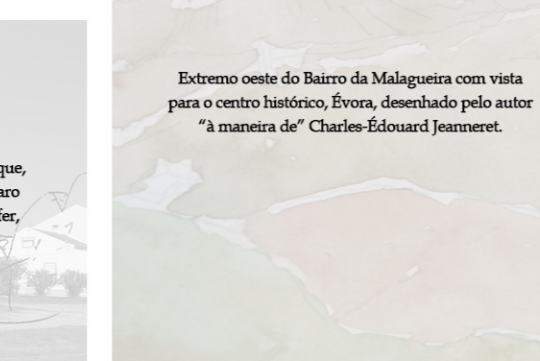 que,
aro
fer,
Extremo oeste do Bairro da Malagueira com vista
para o centro histórico, Évora, desenhado pelo autor
“à maneira de” Charles-Édouard Jeanneret.